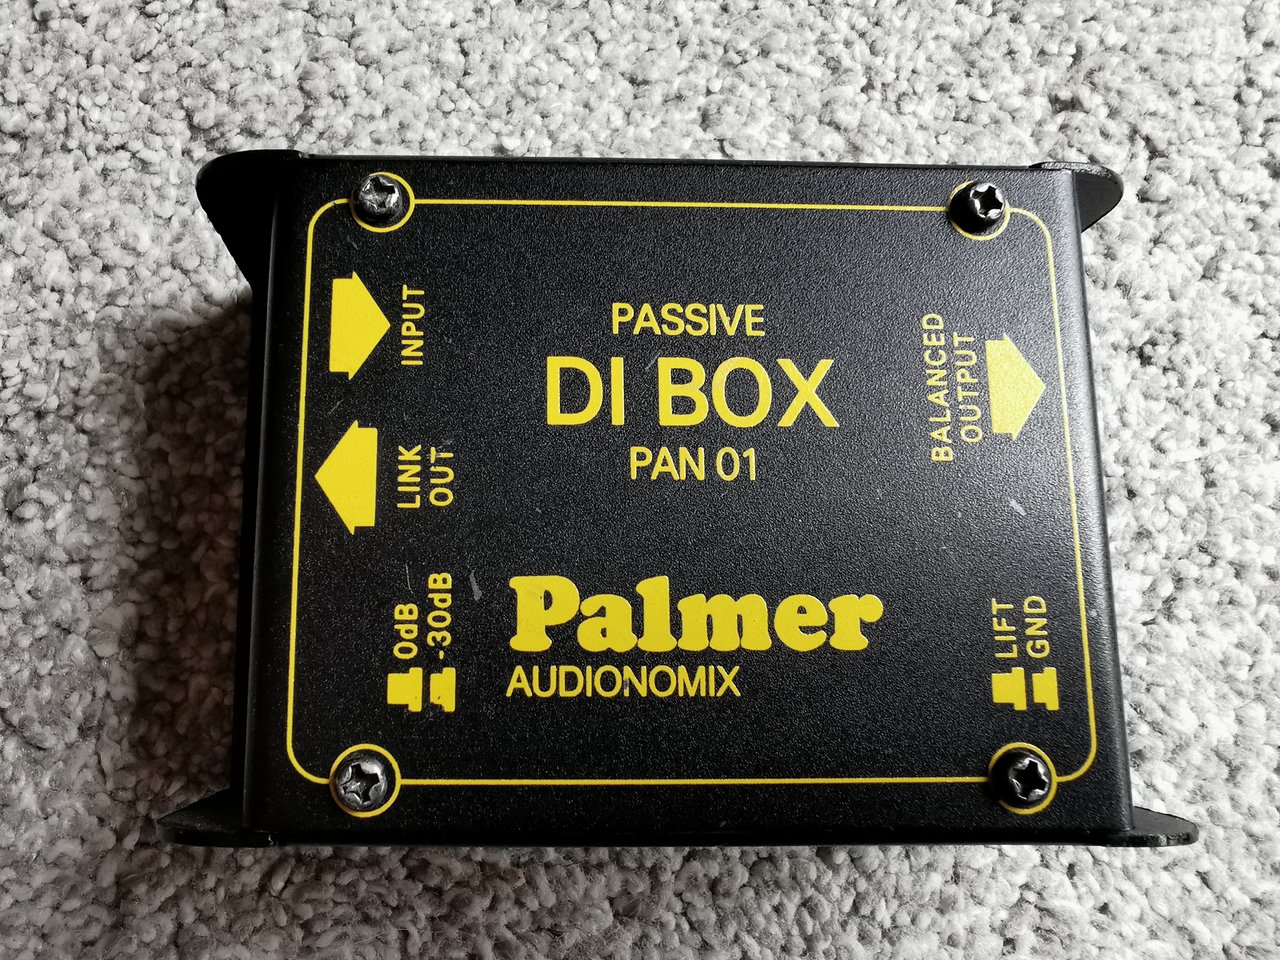 INPUT
LINK
OUT
0dB
-30dB
PASSIVE
DI BOX
PAN 01
Palmer
AUDIONOMIX
BALANCED
OUTPUT
LIFT
GND